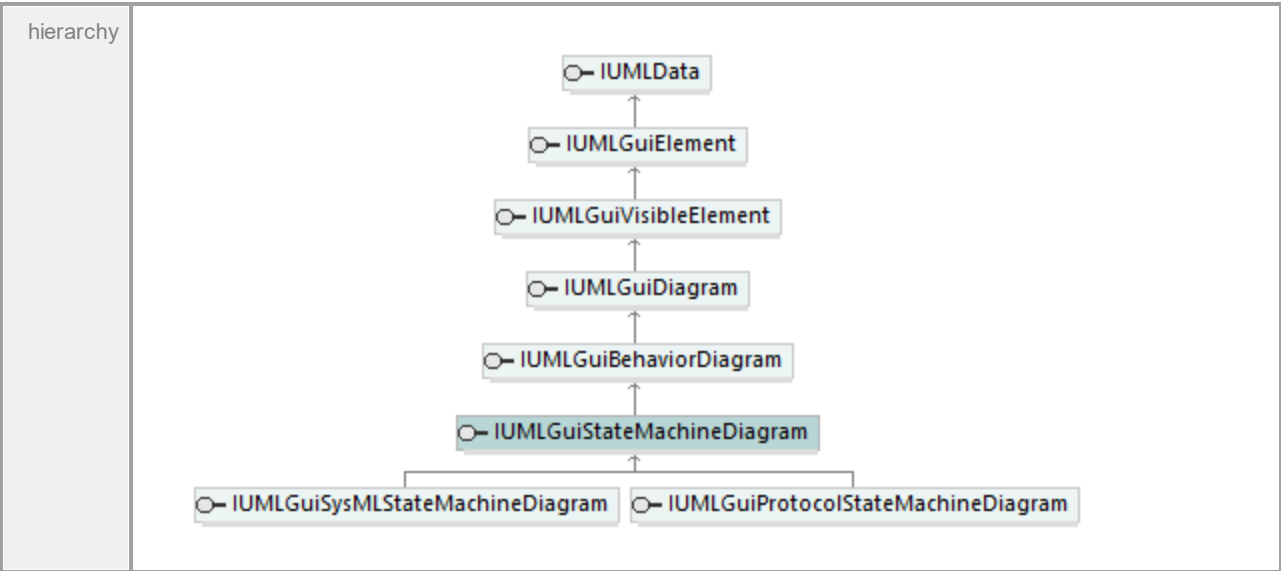 hierarchy
IUMLData
IUMLGuiElement
IUMLGuiVisibleElement
IUMLGuiDiagram
IUMLGuiBehaviorDiagram
IUMLGuiStateMachineDiagram
IUMLGuiSysMLStateMachineDiagram
IUMLGuiProtocolStateMachineDiagram